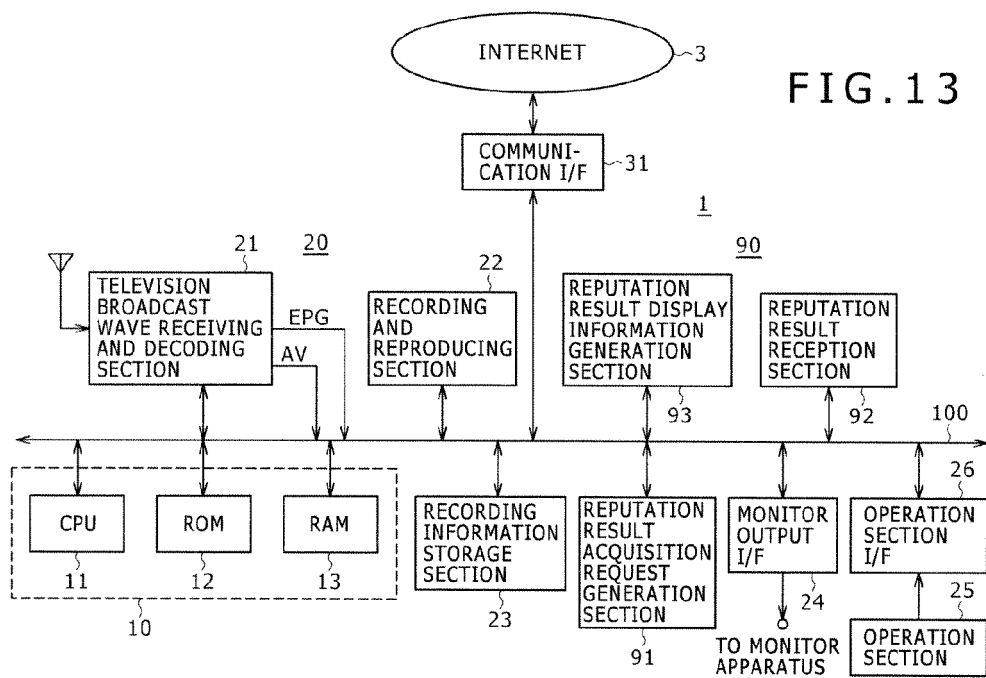 INTERNET
3
FIG.13
COMMUNI-
CATION I/F
31
1
20
90
21
TELEVISION
BROADCAST
WAVE RECEIVING
AND DECODING
SECTION
EPG
AV
22
RECORDING
AND
REPRODUCING
SECTION
REPUTATION
RESULT DISPLAY
INFORMATION
GENERATION
SECTION
93
REPUTATION
RESULT
RECEPTION
SECTION
92
100
CPU
11
ROM
12
RAM
13
10
RECORDING
INFORMATION
STORAGE
SECTION
23
REPUTATION
RESULT
ACQUISITION
REQUEST
GENERATION
SECTION
91
MONITOR
OUTPUT
I/F
24
TO MONITOR
APPARATUS
26
OPERATION
SECTION
I/F
25
OPERATION
SECTION